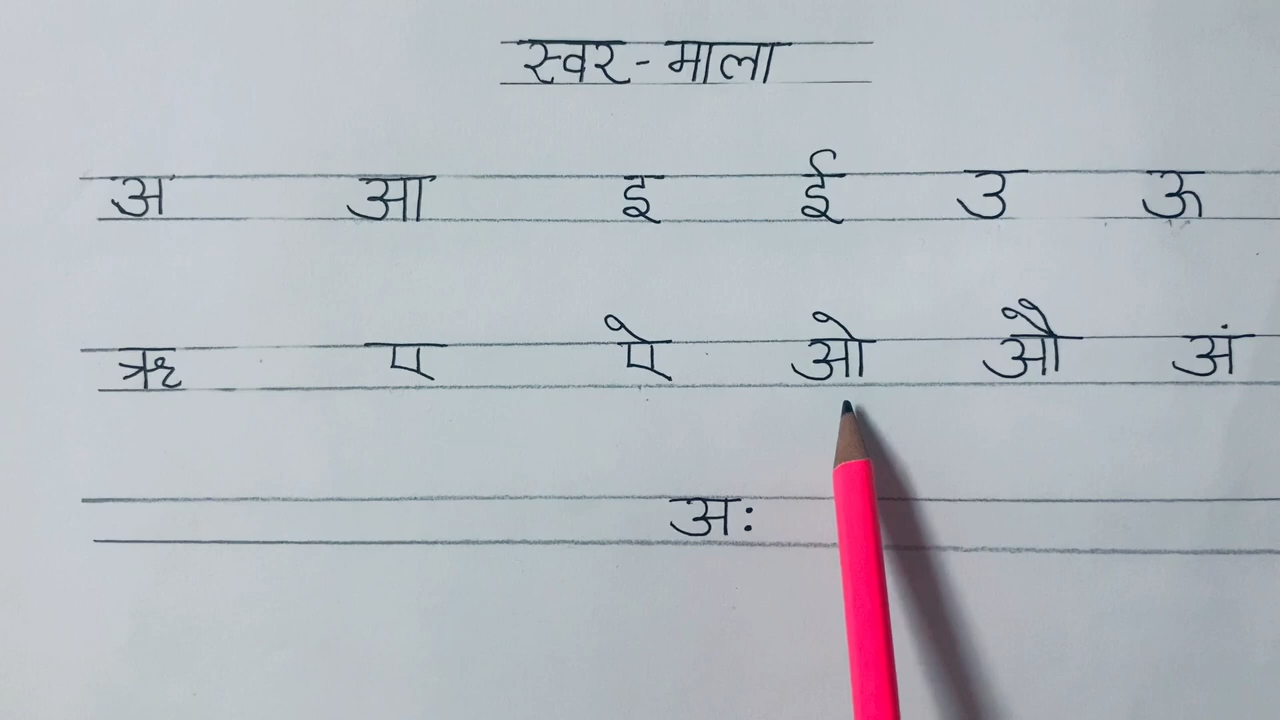 स्वर-माला
अ आ इ ई उ ऊ
ऋ ए ऐ ओ औ अं
अः